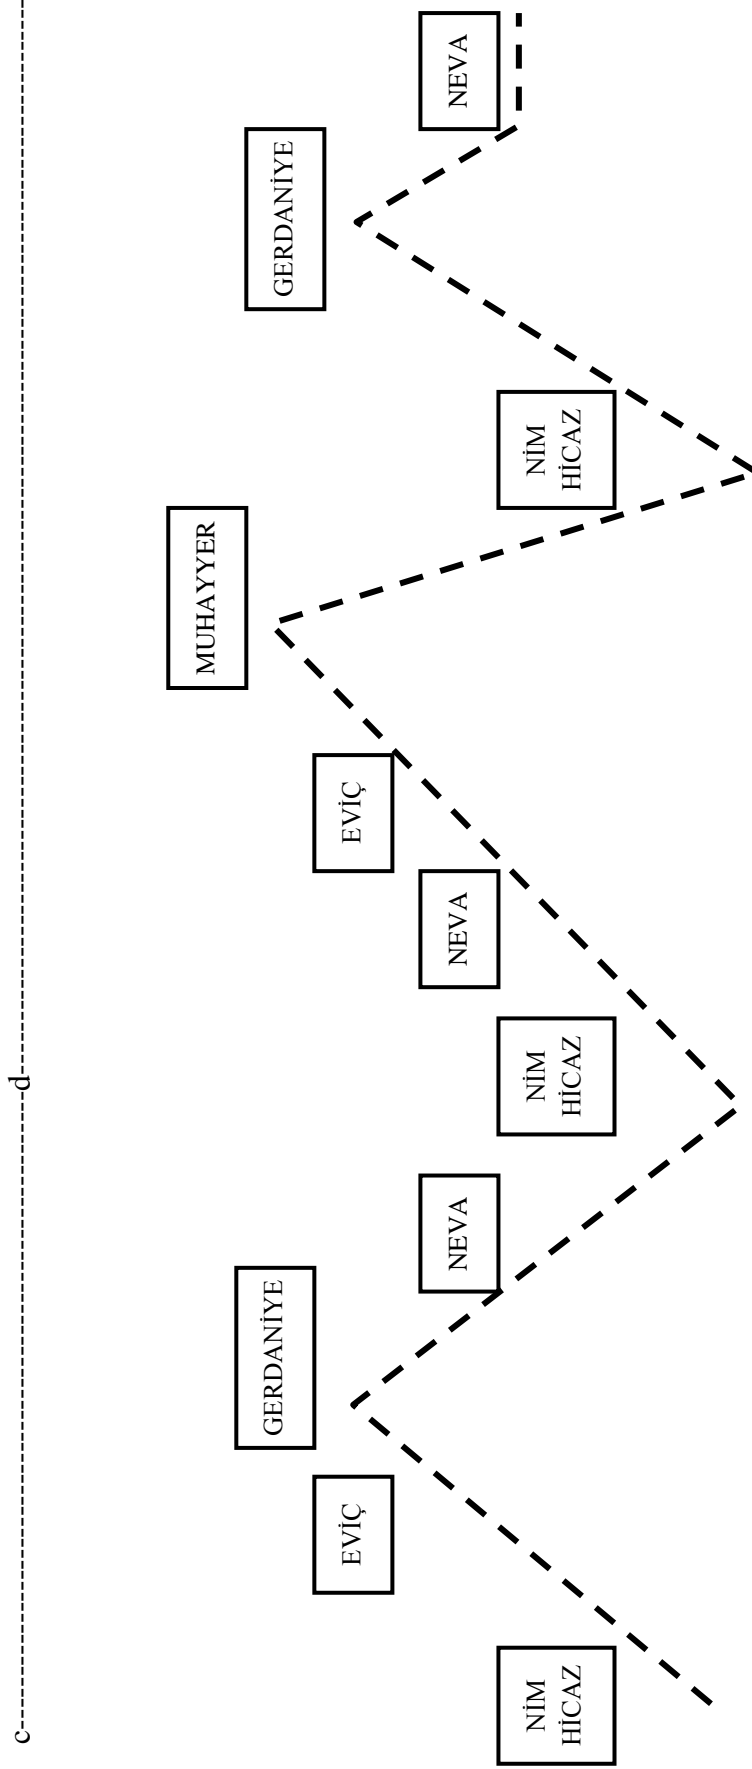 c------------------------------d------------------------------
NİM
HİCAZ
EVİÇ
GERDANİYE
NEVA
NİM
HİCAZ
NEVA
EVİÇ
MUHAYYER
NİM
HİCAZ
GERDANİYE
NEVA